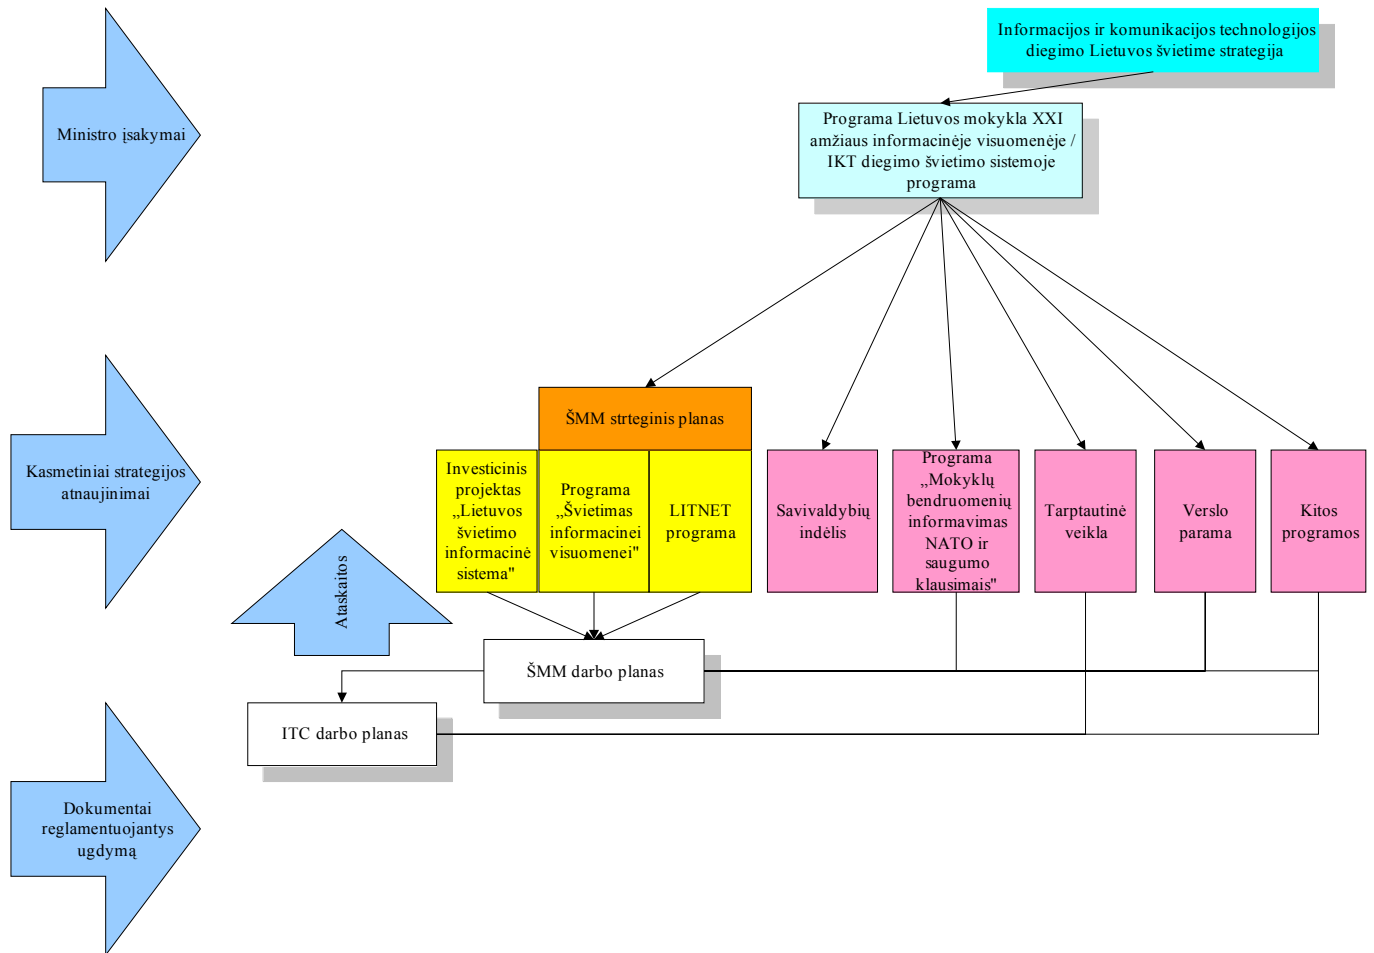 Informacijos ir komunikacijos technologijos
diegimo Lietuvos švietime strategija
Ministro įsakymai
Programa Lietuvos mokykla XXI
amžiaus informacinėje visuomenėje /
IKT diegimo švietimo sistemoje
programa
Kasmetiniai strategijos
atnaujinimai
ŠMM strteginis planas
Investicinis
projektas
„Lietuvos
švietimo
informacinė
sistema"
Programa
„Švietimas
informacinei
visuomenei"
LITNET
programa
Savivaldybių
indėlis
Programa
„Mokyklų
bendruomenių
informavimas
NATO ir
saugumo
klausimais"
Tarptautinė
veikla
Verslo
parama
Kitos
programos
Ataskaitos
ŠMM darbo planas
ITC darbo planas
Dokumentai
reglamentuojantys
ugdymą